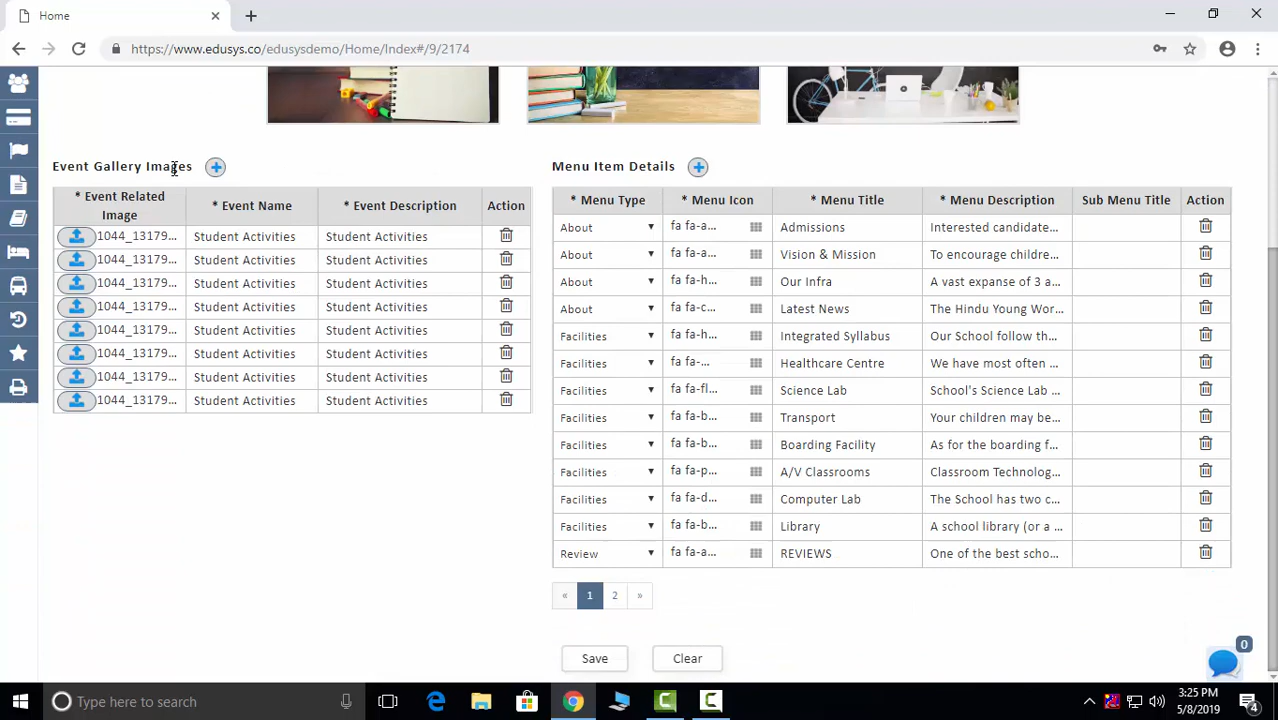 Home
https://www.edusys.co/edusysdemo/Home/Index#/9/2174
Event Gallery Images
* Event Related Image * Event Name * Event Description Action
1044_13179... Student Activities Student Activities
1044_13179... Student Activities Student Activities
1044_13179... Student Activities Student Activities
1044_13179... Student Activities Student Activities
1044_13179... Student Activities Student Activities
1044_13179... Student Activities Student Activities
1044_13179... Student Activities Student Activities
1044_13179... Student Activities Student Activities
Menu Item Details
* Menu Type * Menu Icon * Menu Title * Menu Description Sub Menu Title Action
About fa fa-a... Admissions Interested candidate...
About fa fa-a... Vision & Mission To encourage childre...
About fa fa-h... Our Infra A vast expanse of 3 a...
About fa fa-c... Latest News The Hindu Young Wor...
Facilities fa fa-h... Integrated Syllabus Our School follow th...
Facilities fa fa-... Healthcare Centre We have most often ...
Facilities fa fa-fl... Science Lab School's Science Lab ...
Facilities fa fa-b... Transport Your children may be...
Facilities fa fa-b... Boarding Facility As for the boarding f...
Facilities fa fa-p... A/V Classrooms Classroom Technolog...
Facilities fa fa-d... Computer Lab The School has two c...
Facilities fa fa-b... Library A school library (or a ...
Review fa fa-a... REVIEWS One of the best scho...
« 1 2 »
Save Clear
0
Type here to search
3:25 PM
5/8/2019
4